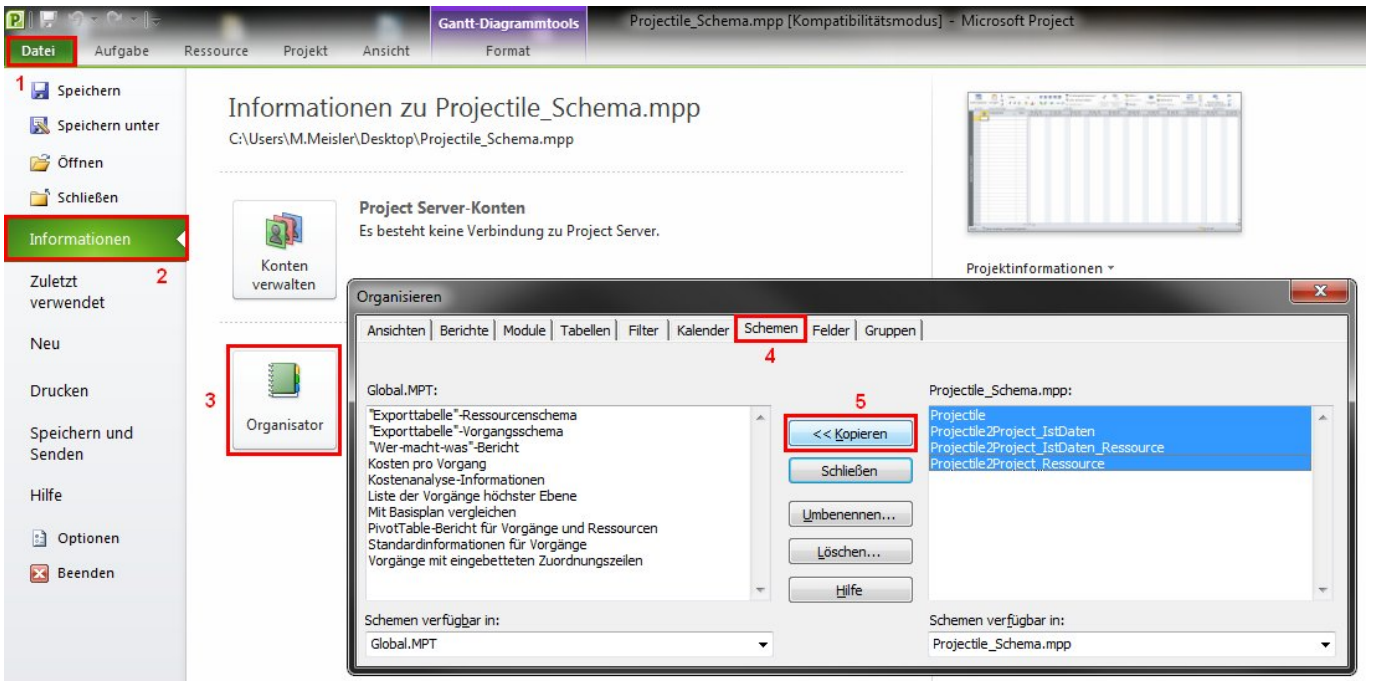 Gantt-Diagrammtools
Projectile_Schema.mpp [Kompatibilitätsmodus] - Microsoft Project
Datei
Aufgabe
Ressource
Projekt
Ansicht
Format
1
Speichern
Speichern unter
Öffnen
Schließen
Informationen
2
Zuletzt
verwendet
Neu
Drucken
Speichern und
Senden
Hilfe
Optionen
Beenden
Informationen zu Projectile_Schema.mpp
C:\Users\M.Meisler\Desktop\Projectile_Schema.mpp
Konten
verwalten
Project Server-Konten
Es besteht keine Verbindung zu Project Server.
3
Organisator
Projektinformationen
Organisieren
Ansichten
Berichte
Module
Tabellen
Filter
Kalender
Schemen
Felder
Gruppen
4
Global.MPT:
"Exporttabelle"-Ressourcenschema
"Exporttabelle"-Vorgangsschema
"Wer-macht-was"-Bericht
Kosten pro Vorgang
Kostenanalyse-Informationen
Liste der Vorgänge höchster Ebene
Mit Basisplan vergleichen
PivotTable-Bericht für Vorgänge und Ressourcen
Standardinformationen für Vorgänge
Vorgänge mit eingebetteten Zuordnungszeilen
5
<< Kopieren
Schließen
Umbenennen...
Löschen...
Hilfe
Projectile_Schema.mpp:
Projectile
Projectile2Project_IstDaten
Projectile2Project_IstDaten_Ressource
Projectile2Project_Ressource
Schemen verfügbar in:
Global.MPT
Schemen verfügbar in:
Projectile_Schema.mpp